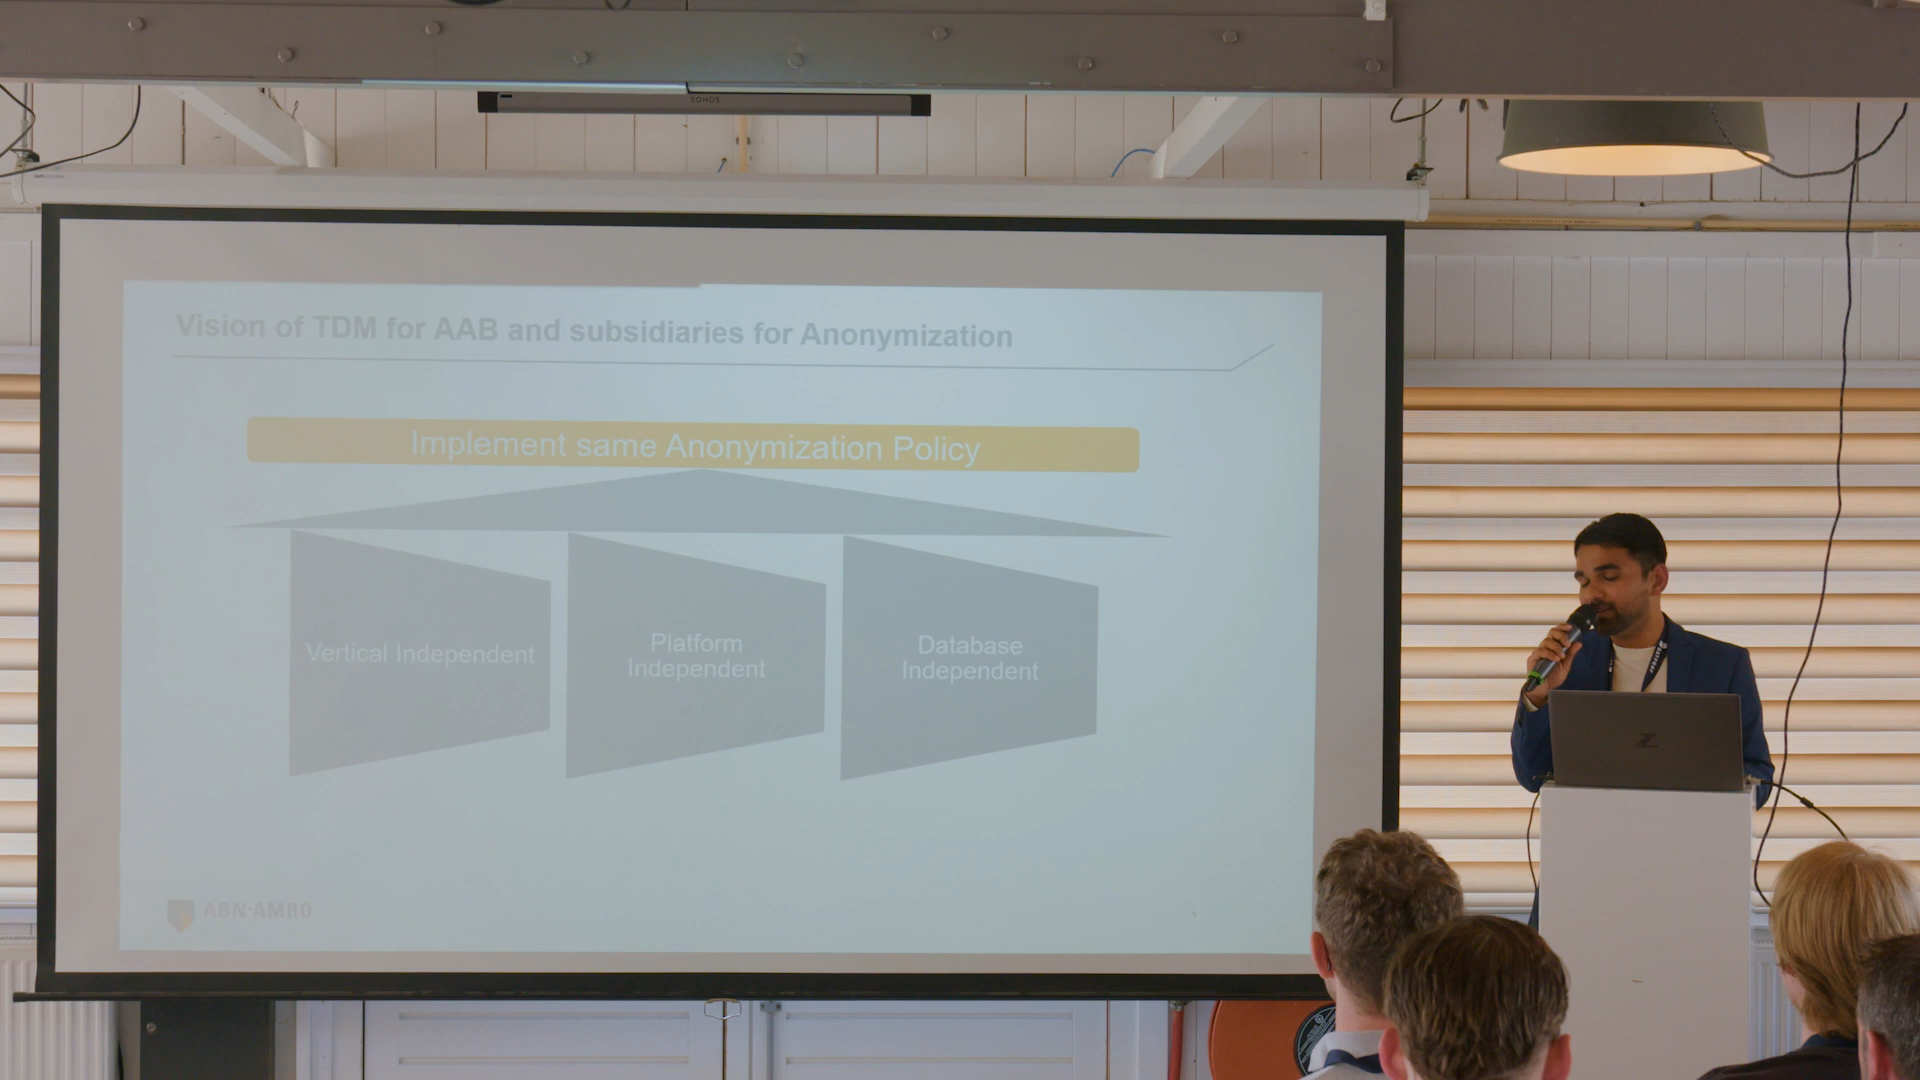 SONOS
Vision of TDM for AAB and subsidiaries for Anonymization
Implement same Anonymization Policy
Vertical Independent
Platform
Independent
Database
Independent
ABN·AMRO